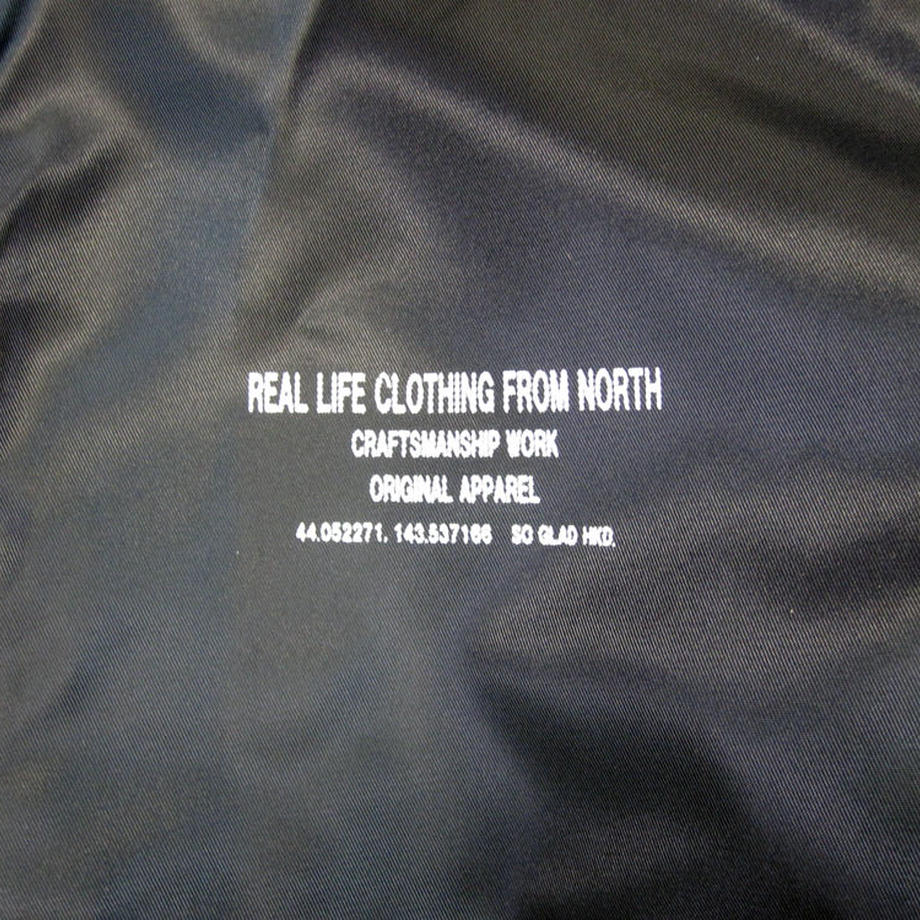 REAL LIFE CLOTHING FROM NORTH
CRAFTSMANSHIP WORK
ORIGINAL APPAREL
44.052271. 143.537166 SO GLAD HKD.